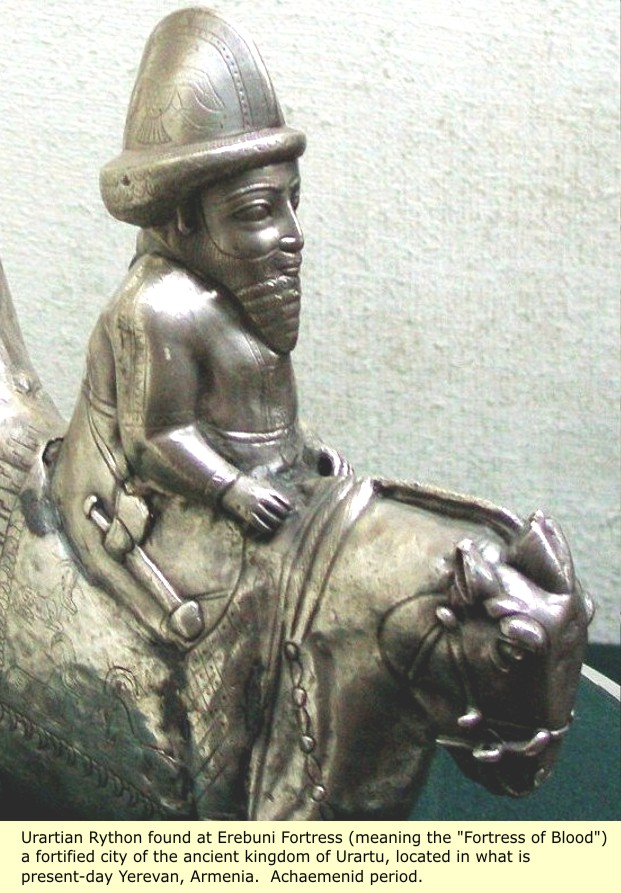 Urartian Rython found at Erebuni Fortress (meaning the "Fortress of Blood")
a fortified city of the ancient kingdom of Urartu, located in what is
present-day Yerevan, Armenia.  Achaemenid period.